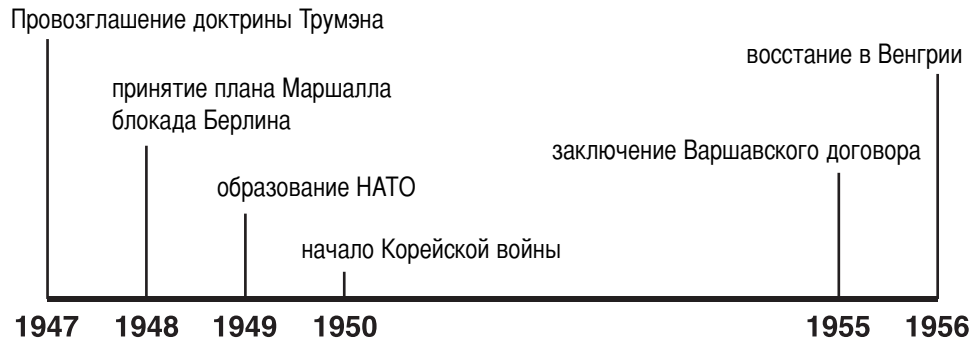 Провозглашение доктрины Трумэна
восстание в Венгрии
принятие плана Маршалла
блокада Берлина
заключение Варшавского договора
образование НАТО
начало Корейской войны
1947 1948 1949 1950 1955 1956